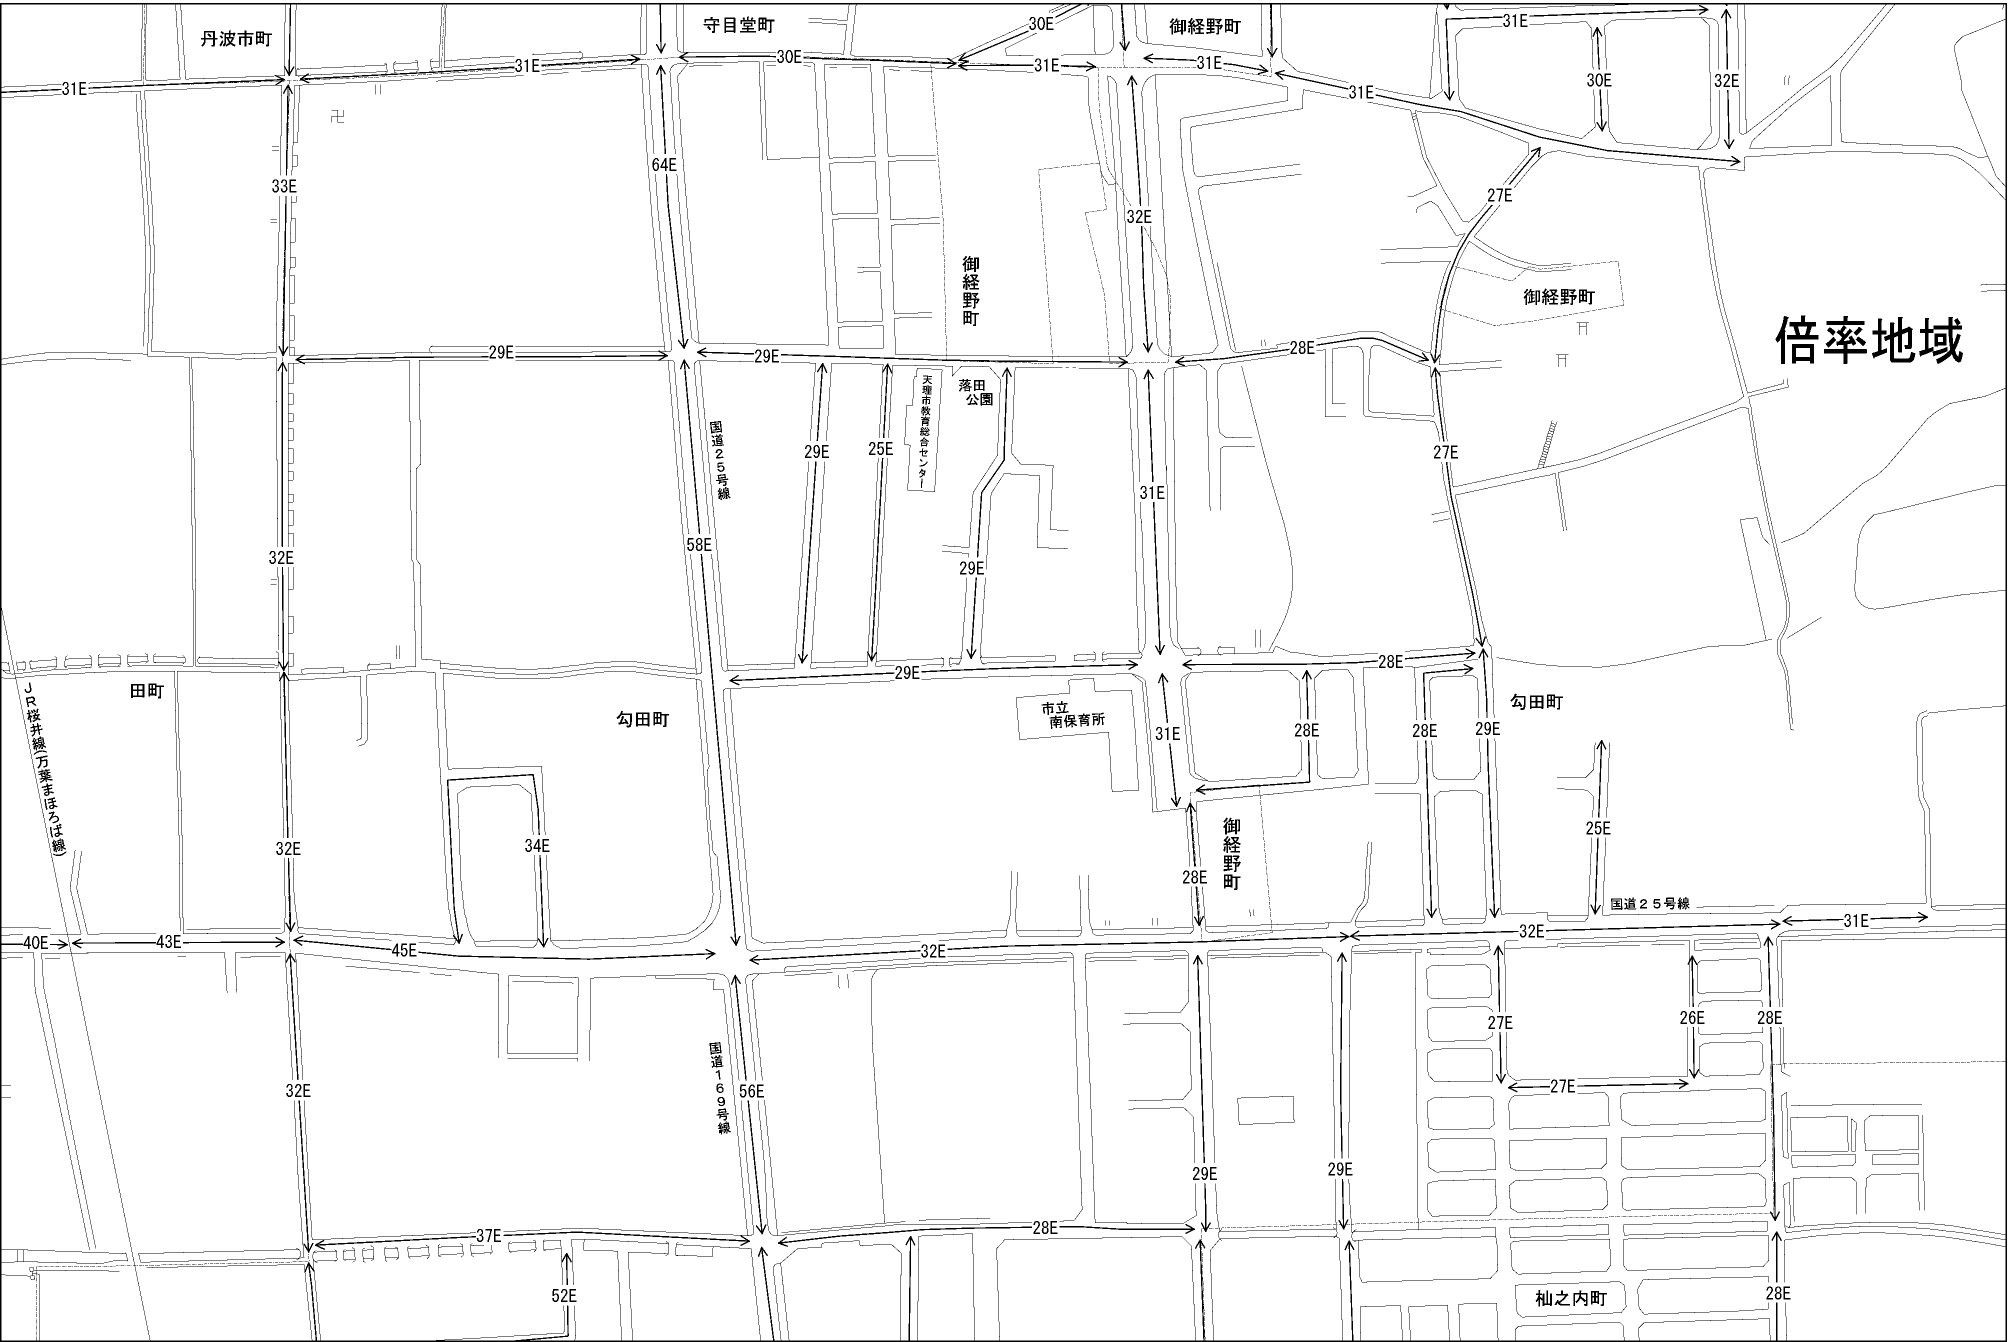 丹波市町
守目堂町
30E
御経野町
31E
31E
31E
30E
31E
31E
31E
30E
32E
33E
64E
32E
27E
御経野町
御経野町
倍率地域
29E
29E
28E
落田
公園
天理市教育総合センター
国道25号線
29E
25E
31E
27E
32E
58E
29E
29E
28E
田町
勾田町
市立
南保育所
31E
28E
28E
29E
勾田町
JR桜井線(万葉まほろば線)
32E
34E
御経野町
28E
25E
国道25号線
40E
43E
45E
32E
32E
31E
32E
国道169号線
56E
27E
26E
28E
27E
29E
29E
37E
28E
52E
杣之内町
28E